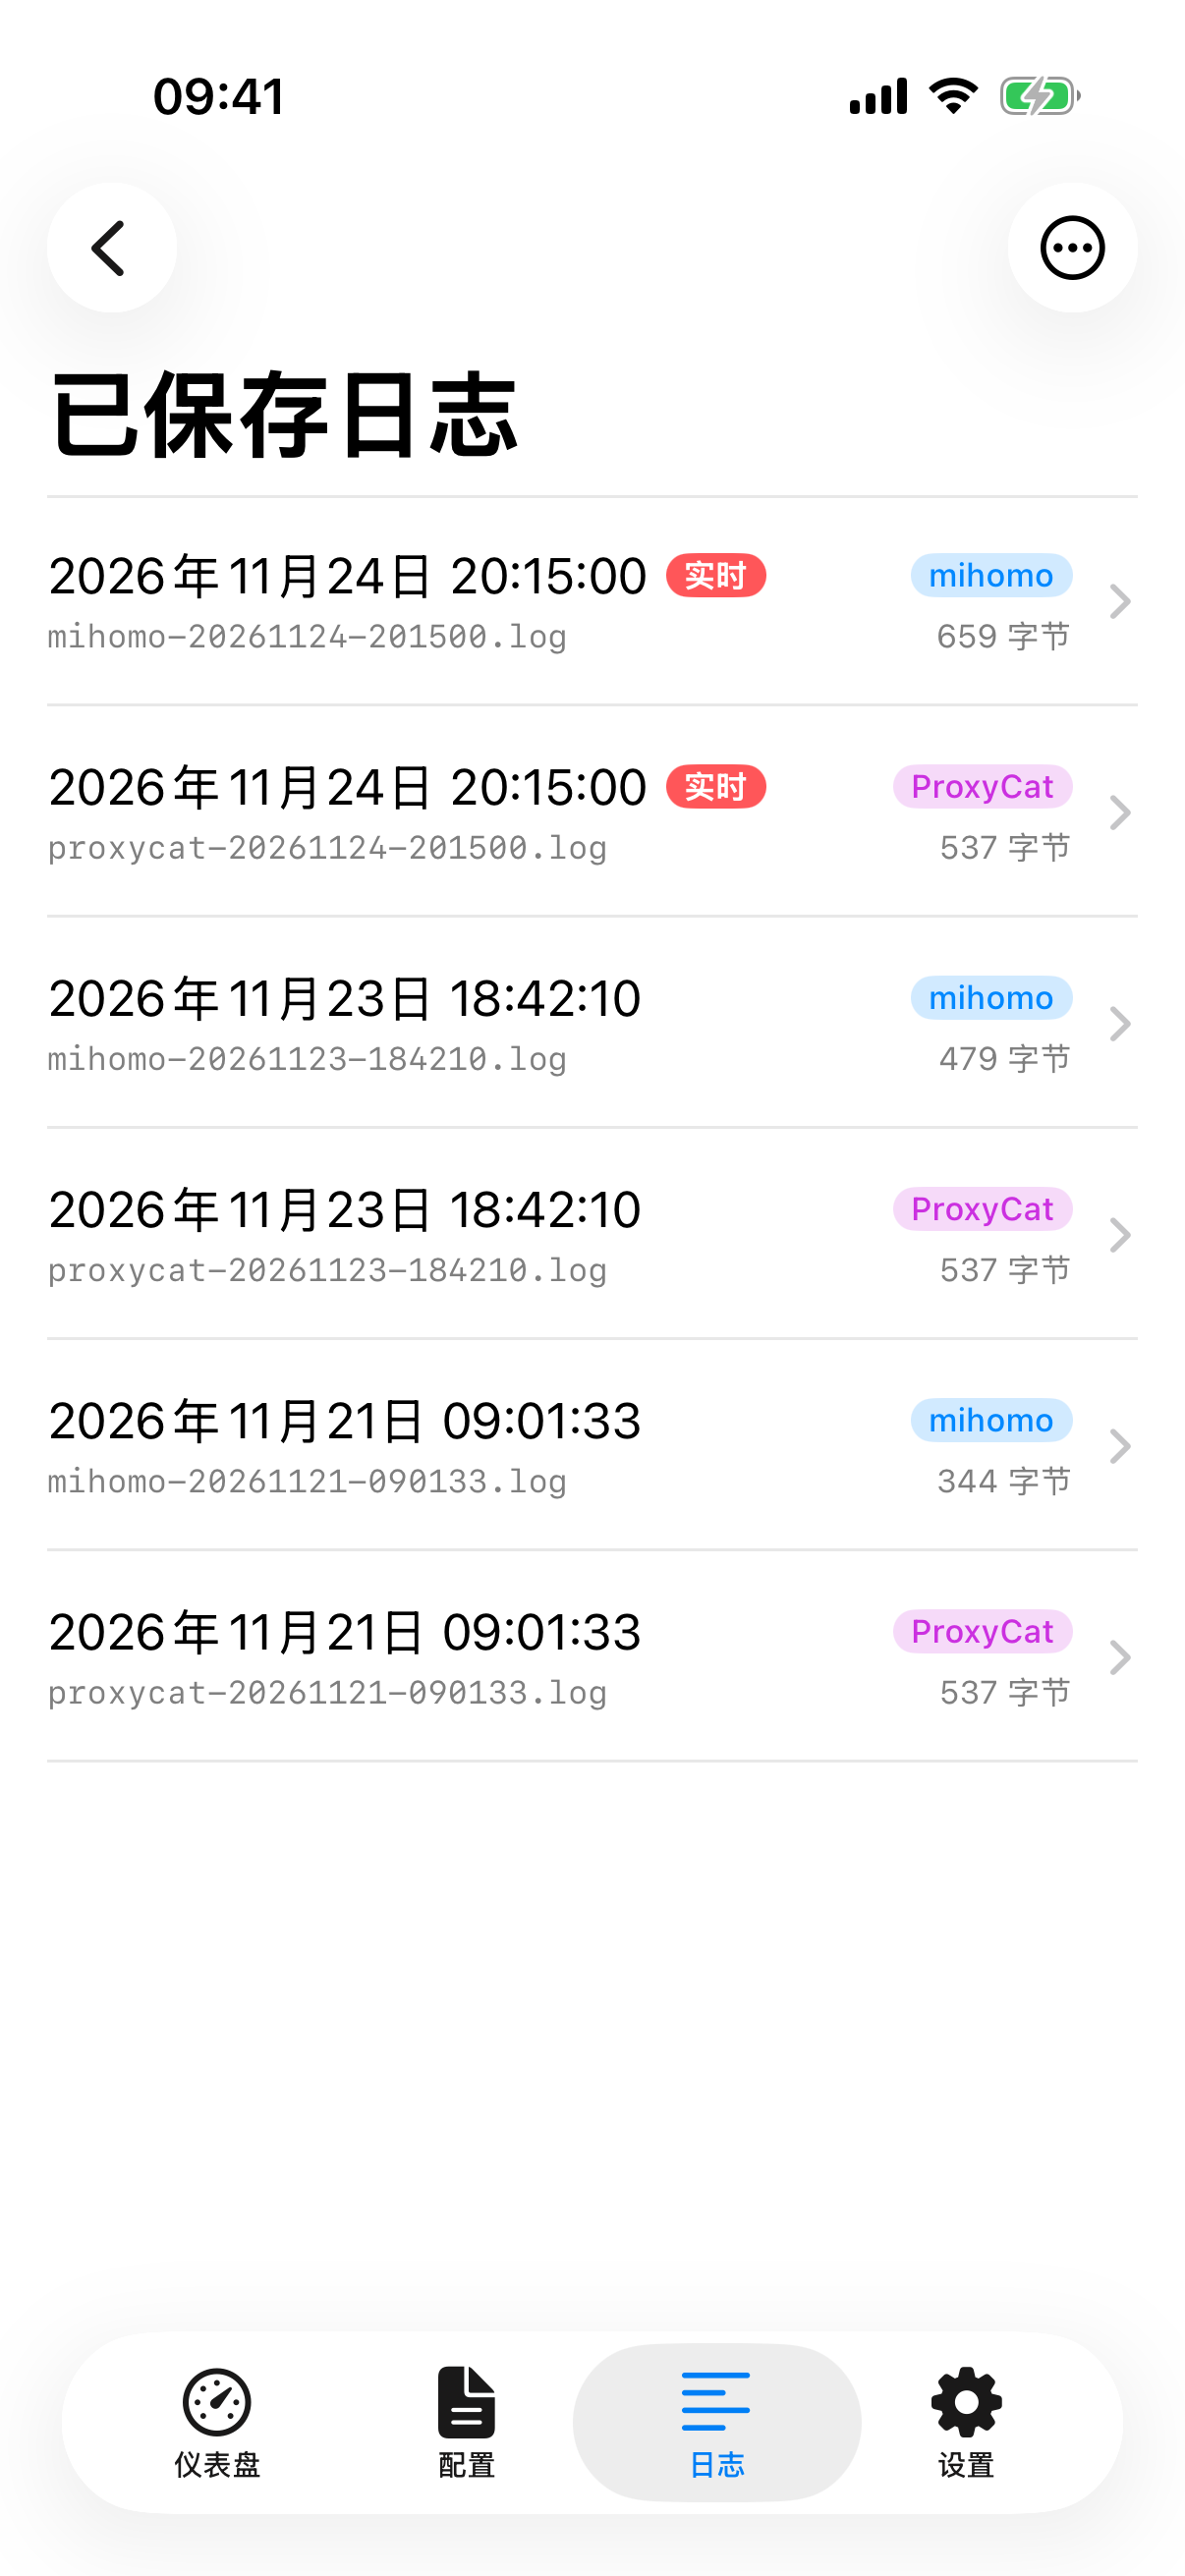 09:41
已保存日志
2026年11月24日 20:15:00 实时 mihomo
mihomo-20261124-201500.log 659 字节
2026年11月24日 20:15:00 实时 ProxyCat
proxycat-20261124-201500.log 537 字节
2026年11月23日 18:42:10 mihomo
mihomo-20261123-184210.log 479 字节
2026年11月23日 18:42:10 ProxyCat
proxycat-20261123-184210.log 537 字节
2026年11月21日 09:01:33 mihomo
mihomo-20261121-090133.log 344 字节
2026年11月21日 09:01:33 ProxyCat
proxycat-20261121-090133.log 537 字节
仪表盘 配置 日志 设置